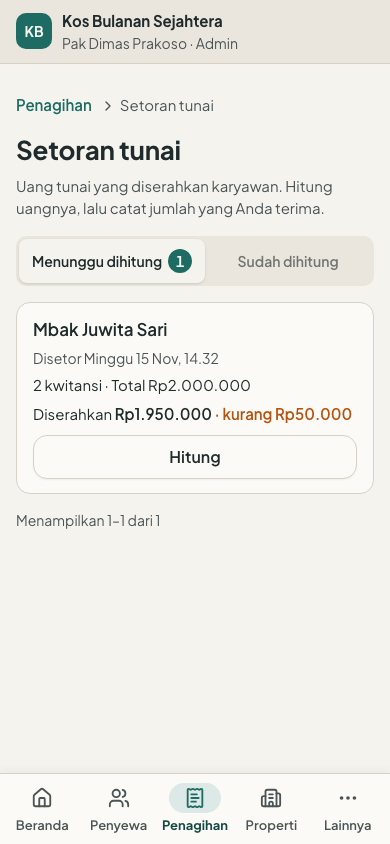 KB
Kos Bulanan Sejahtera
Pak Dimas Prakoso · Admin
Penagihan > Setoran tunai
Setoran tunai
Uang tunai yang diserahkan karyawan. Hitung
uangnya, lalu catat jumlah yang Anda terima.
Menunggu dihitung 1
Sudah dihitung
Mbak Juwita Sari
Disetor Minggu 15 Nov, 14.32
2 kwitansi · Total Rp2.000.000
Diserahkan Rp1.950.000 · kurang Rp50.000
Hitung
Menampilkan 1–1 dari 1
Beranda
Penyewa
Penagihan
Properti
Lainnya